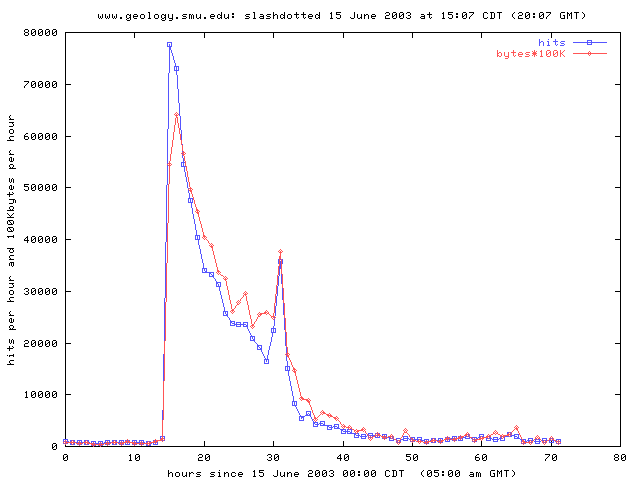 www.geology.smu.edu: slashdotted 15 June 2003 at 15:07 CDT (20:07 GMT)
hits
bytes*100K
80000
70000
60000
50000
40000
30000
20000
10000
0
hits per hour and 100Kbytes per hour
0 10 20 30 40 50 60 70 80
hours since 15 June 2003 00:00 CDT (05:00 am GMT)